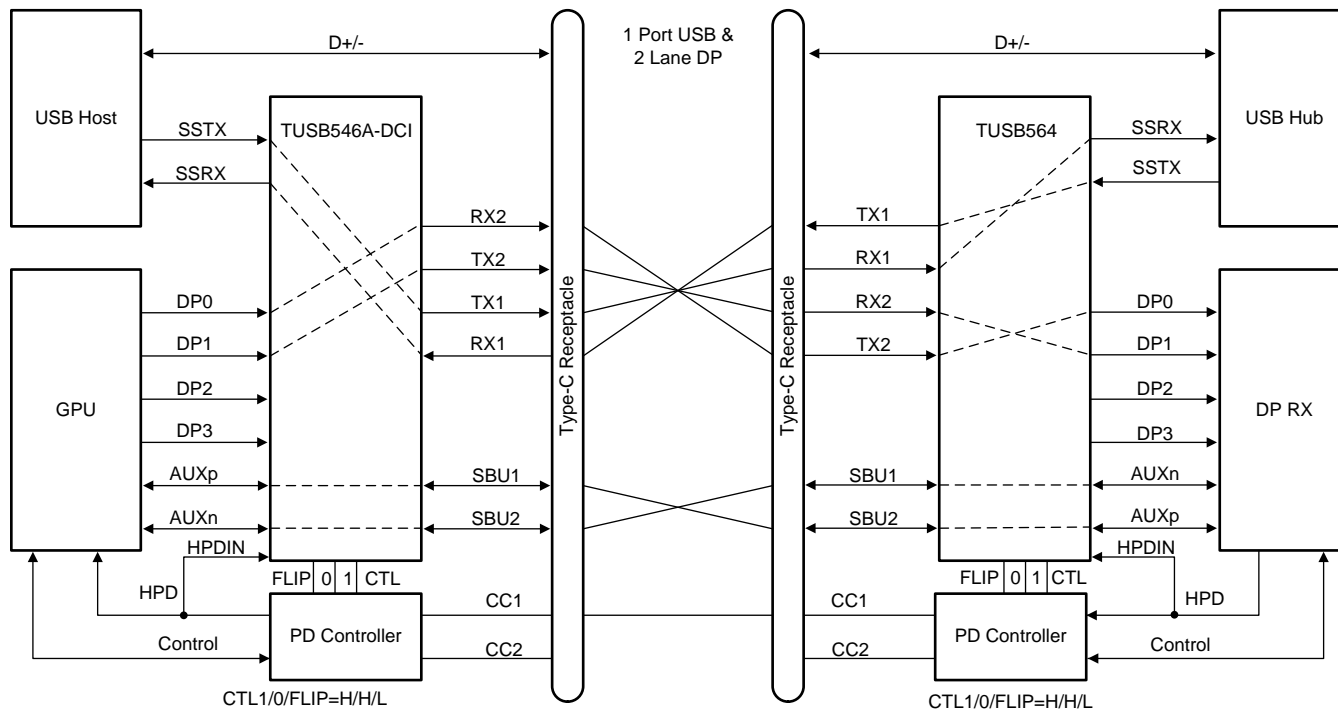 D+/-
1 Port USB &
2 Lane DP
D+/-
USB Host
TUSB546A-DCI
TUSB564
USB Hub
SSTX
SSRX
SSRX
SSTX
RX2
TX2
TX1
RX1
Type-C Receptacle
Type-C Receptacle
TX1
RX1
RX2
TX2
GPU
DP0
DP1
DP2
DP3
AUXp
AUXn
SBU1
SBU2
SBU1
SBU2
DP0
DP1
DP2
DP3
AUXn
AUXp
DP RX
HPDIN
HPD
Control
FLIP 0 1 CTL
PD Controller
CC1
CC2
CTL1/0/FLIP=H/H/L
CC1
CC2
FLIP 0 1 CTL
PD Controller
HPDIN
HPD
Control
CTL1/0/FLIP=H/H/L